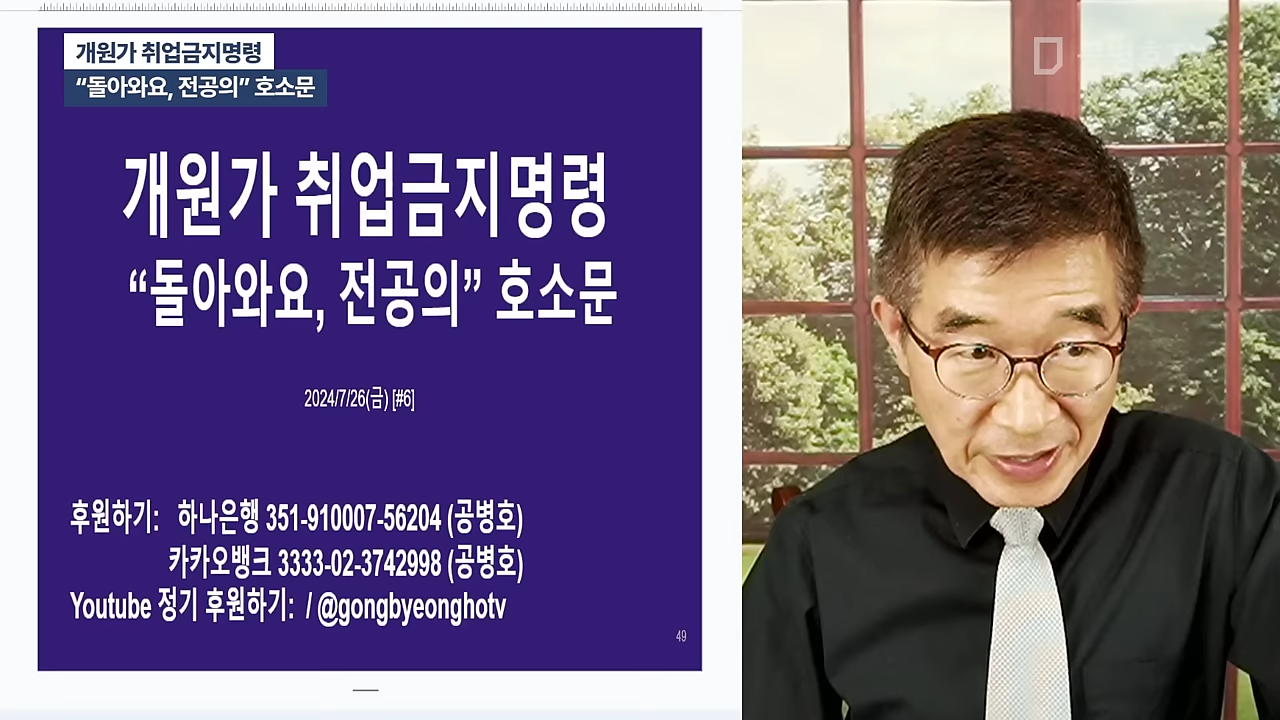 개원가 취업금지명령
“돌아와요, 전공의” 호소문
개원가 취업금지명령
“돌아와요, 전공의” 호소문
2024/7/26(금) [#6]
후원하기: 하나은행 351-910007-56204 (공병호)
카카오뱅크 3333-02-3742998 (공병호)
Youtube 정기 후원하기: / @gongbyeonghotv
49